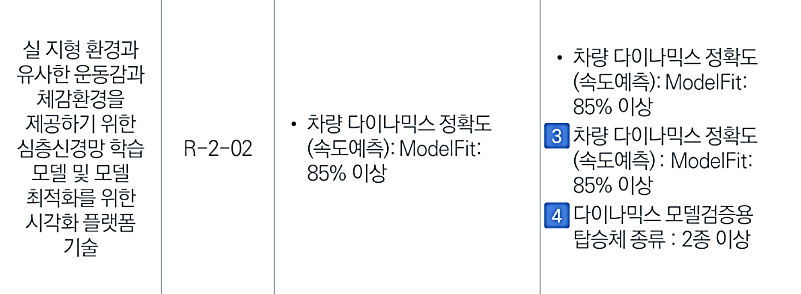 실 지형 환경과
유사한 운동감과
체감환경을
제공하기 위한
심층신경망 학습
모델 및 모델
최적화를 위한
시각화 플랫폼
기술
R-2-02
• 차량 다이나믹스 정확도
(속도예측): ModelFit:
85% 이상
• 차량 다이나믹스 정확도
(속도예측): ModelFit:
85% 이상
3 차량 다이나믹스 정확도
(속도예측) : ModelFit:
85% 이상
4 다이나믹스 모델검증용
탑승체 종류 : 2종 이상